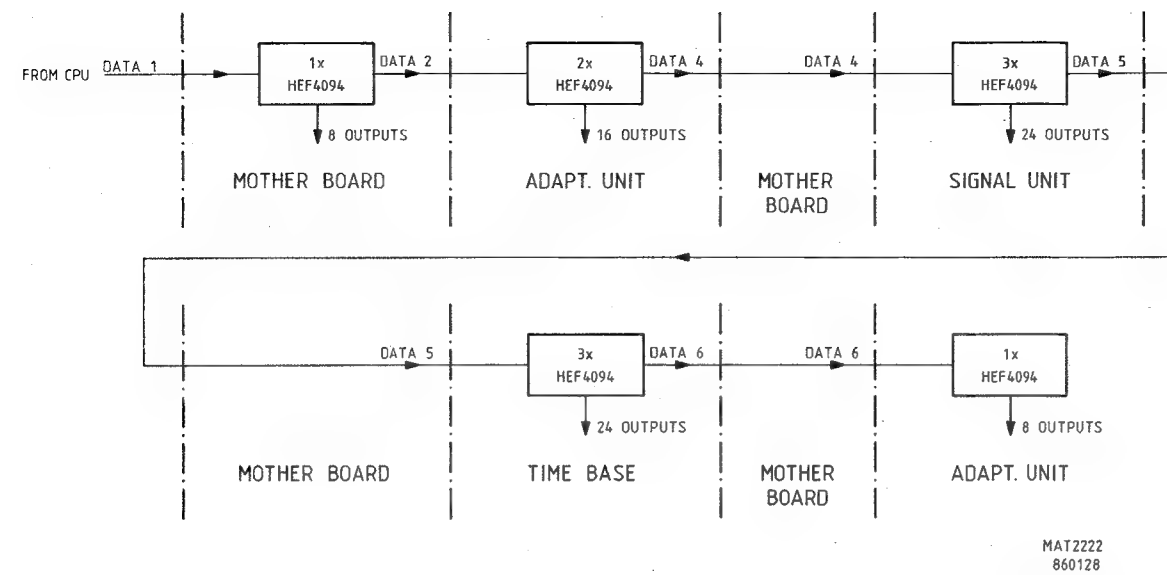 FROM CPU
DATA 1
1x
HEF4094
DATA 2
8 OUTPUTS
MOTHER BOARD
2x
HEF4094
DATA 4
16 OUTPUTS
ADAPT. UNIT
DATA 4
MOTHER
BOARD
3x
HEF4094
DATA 5
24 OUTPUTS
SIGNAL UNIT
DATA 5
MOTHER BOARD
3x
HEF4094
DATA 6
24 OUTPUTS
TIME BASE
DATA 6
MOTHER
BOARD
1x
HEF4094
8 OUTPUTS
ADAPT. UNIT
MAT2222
860128